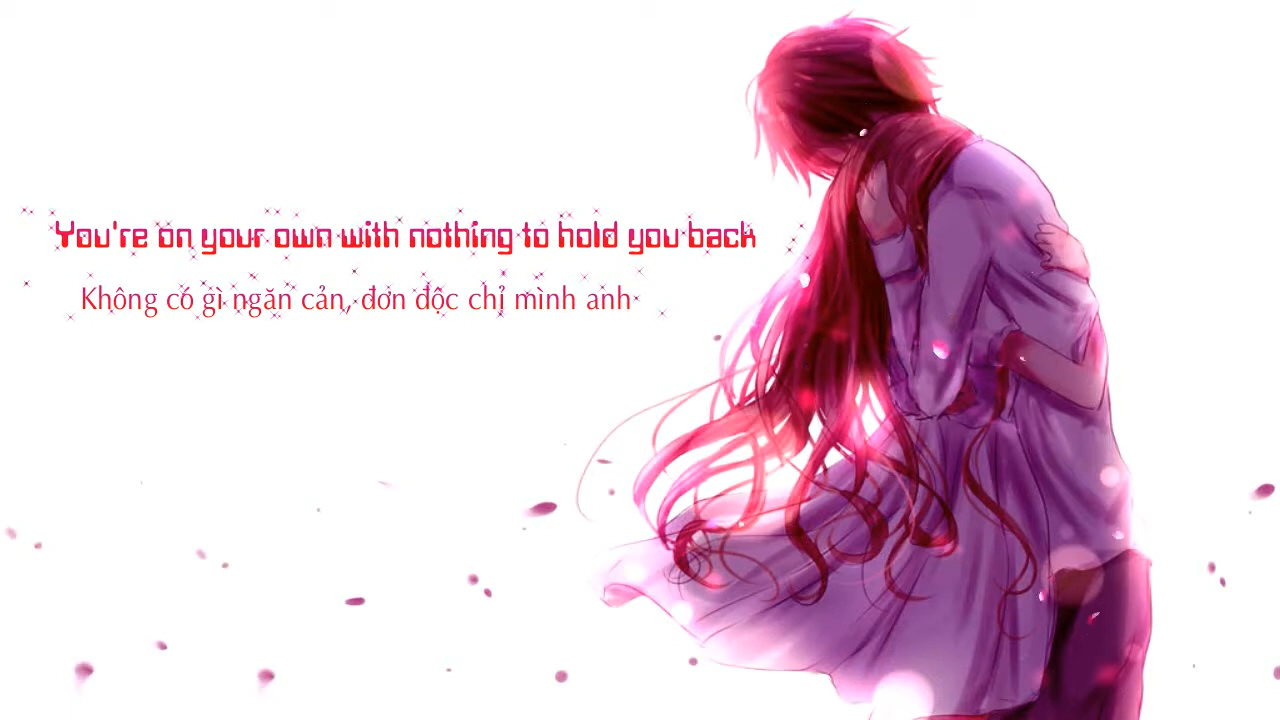 You're on your own with nothing to hold you back
Không có gì ngăn cản, đơn độc chỉ mình anh